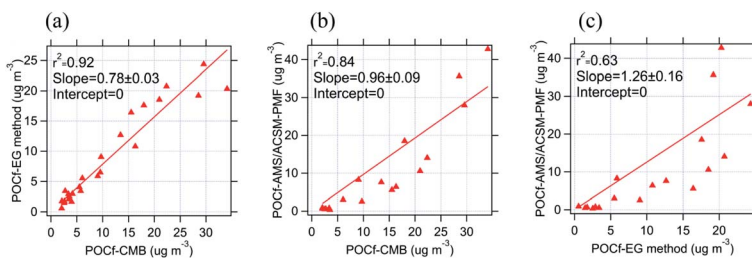 (a)
r²=0.92
Slope=0.78±0.03
Intercept=0
POCf-EG method (ug m⁻³)
25
20
15
10
5
0
0 5 10 15 20 25 30
POCf-CMB (ug m⁻³)
(b)
r²=0.84
Slope=0.96±0.09
Intercept=0
POCf-AMS/ACSM-PMF (ug m⁻³)
40
30
20
10
0
0 5 10 15 20 25 30
POCf-CMB (ug m⁻³)
(c)
r²=0.63
Slope=1.26±0.16
Intercept=0
POCf-AMS/ACSM-PMF (ug m⁻³)
40
30
20
10
0
0 5 10 15 20
POCf-EG method (ug m⁻³)